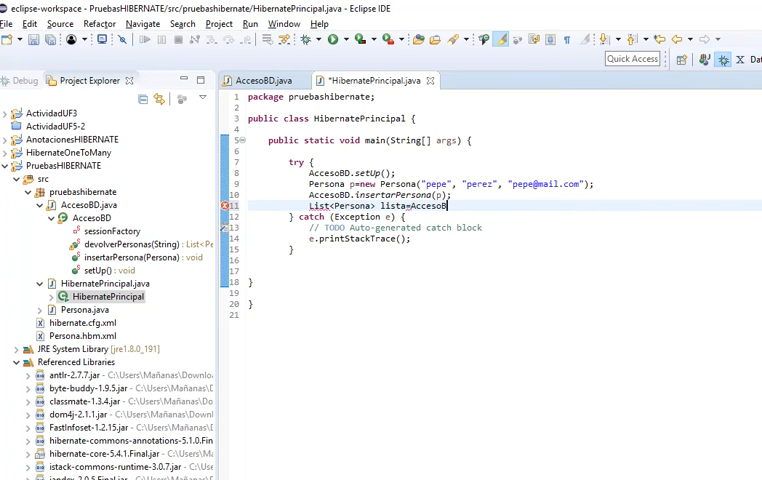 eclipse-workspace - PruebasHIBERNATE/src/pruebashibernate/HibernatePrincipal.java - Eclipse IDE
File Edit Source Refactor Navigate Search Project Run Window Help
Quick Access
Debug Project Explorer
AccesoBD.java *HibernatePrincipal.java
ActividadUF3
ActividadUF5-2
AnotacionesHIBERNATE
HibernateOneToMany
PruebasHIBERNATE
src
pruebashibernate
AccesoBD.java
AccesoBD
sessionFactory
devolverPersonas(String) : List<Pe
insertarPersona(Persona) : void
setUp() : void
HibernatePrincipal.java
HibernatePrincipal
Persona.java
hibernate.cfg.xml
Persona.hbm.xml
JRE System Library [jre1.8.0_191]
Referenced Libraries
antlr-2.7.7.jar - C:\Users\Mañanas\Downlo
byte-buddy-1.9.5.jar - C:\Users\Mañanas\D
classmate-1.3.4.jar - C:\Users\Mañanas\Do
dom4j-2.1.1.jar - C:\Users\Mañanas\Downl
FastInfoset-1.2.15.jar - C:\Users\Mañanas\
hibernate-commons-annotations-5.1.0.Fin
hibernate-core-5.4.1.Final.jar - C:\Users\M
istack-commons-runtime-3.0.7.jar - C:\Use
1 package pruebashibernate;
2
3 public class HibernatePrincipal {
4
5 public static void main(String[] args) {
6
7 try {
8 AccesoBD.setUp();
9 Persona p=new Persona("pepe", "perez", "pepe@mail.com");
10 AccesoBD.insertarPersona(p);
11 List<Persona> lista=AccesoB
12 } catch (Exception e) {
13 // TODO Auto-generated catch block
14 e.printStackTrace();
15 }
16
17
18 }
19
20 }
21